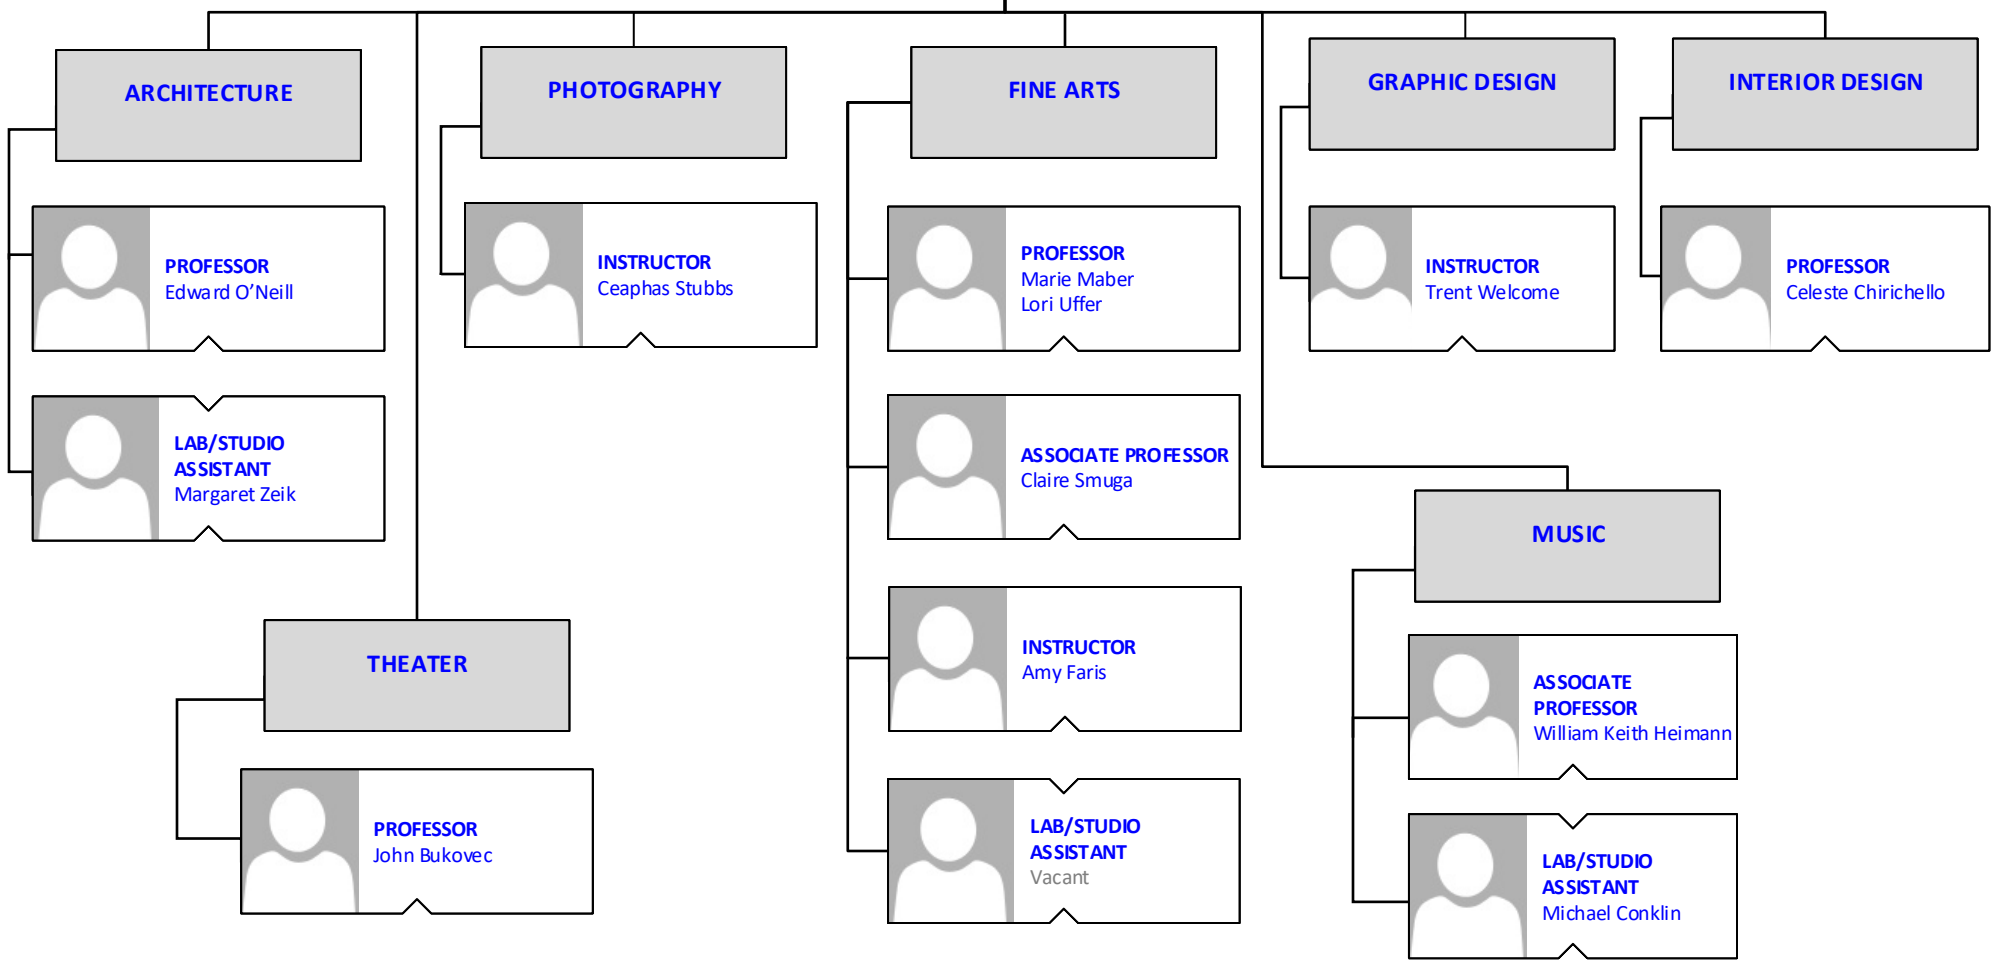 ARCHITECTURE
PROFESSOR
Edward O’Neill
LAB/STUDIO
ASSISTANT
Margaret Zeik
THEATER
PROFESSOR
John Bukovec
PHOTOGRAPHY
INSTRUCTOR
Ceaphas Stubbs
FINE ARTS
PROFESSOR
Marie Maber
Lori Uffer
ASSOCIATE PROFESSOR
Claire Smuga
INSTRUCTOR
Amy Faris
LAB/STUDIO
ASSISTANT
Vacant
GRAPHIC DESIGN
INSTRUCTOR
Trent Welcome
INTERIOR DESIGN
PROFESSOR
Celeste Chirichello
MUSIC
ASSOCIATE
PROFESSOR
William Keith Heimann
LAB/STUDIO
ASSISTANT
Michael Conklin